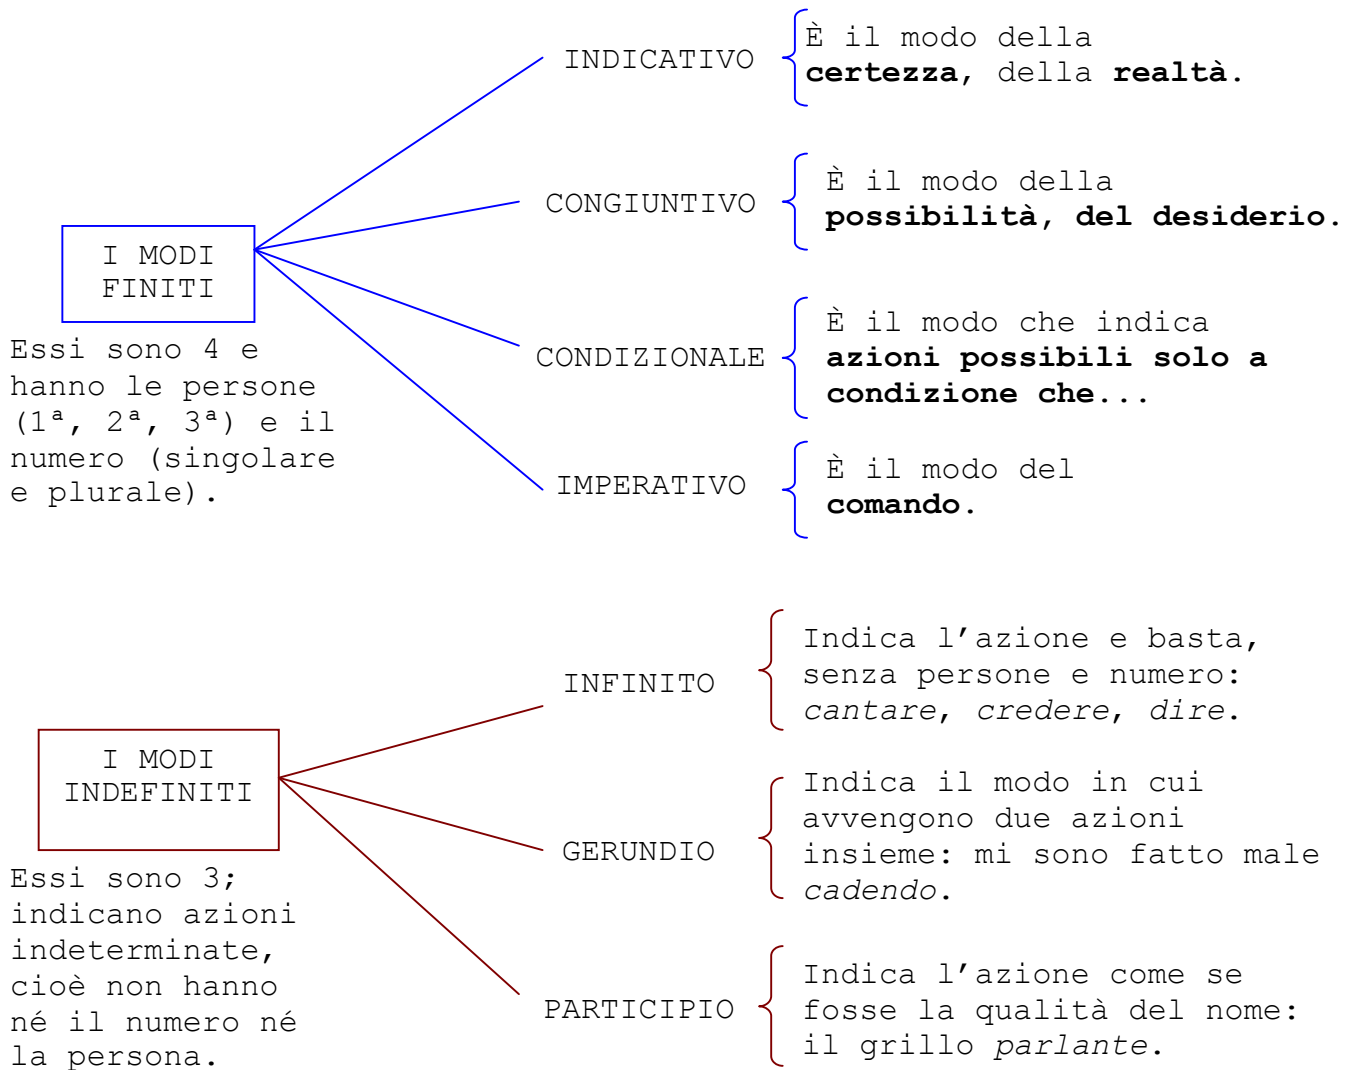 I MODI
FINITI
Essi sono 4 e
hanno le persone
(1ª, 2ª, 3ª) e il
numero (singolare
e plurale).
INDICATIVO
È il modo della
certezza, della realtà.
CONGIUNTIVO
È il modo della
possibilità, del desiderio.
CONDIZIONALE
È il modo che indica
azioni possibili solo a
condizione che...
IMPERATIVO
È il modo del
comando.
I MODI
INDEFINITI
Essi sono 3;
indicano azioni
indeterminate,
cioè non hanno
né il numero né
la persona.
INFINITO
Indica l’azione e basta,
senza persone e numero:
cantare, credere, dire.
GERUNDIO
Indica il modo in cui
avvengono due azioni
insieme: mi sono fatto male
cadendo.
PARTICIPIO
Indica l’azione come se
fosse la qualità del nome:
il grillo parlante.